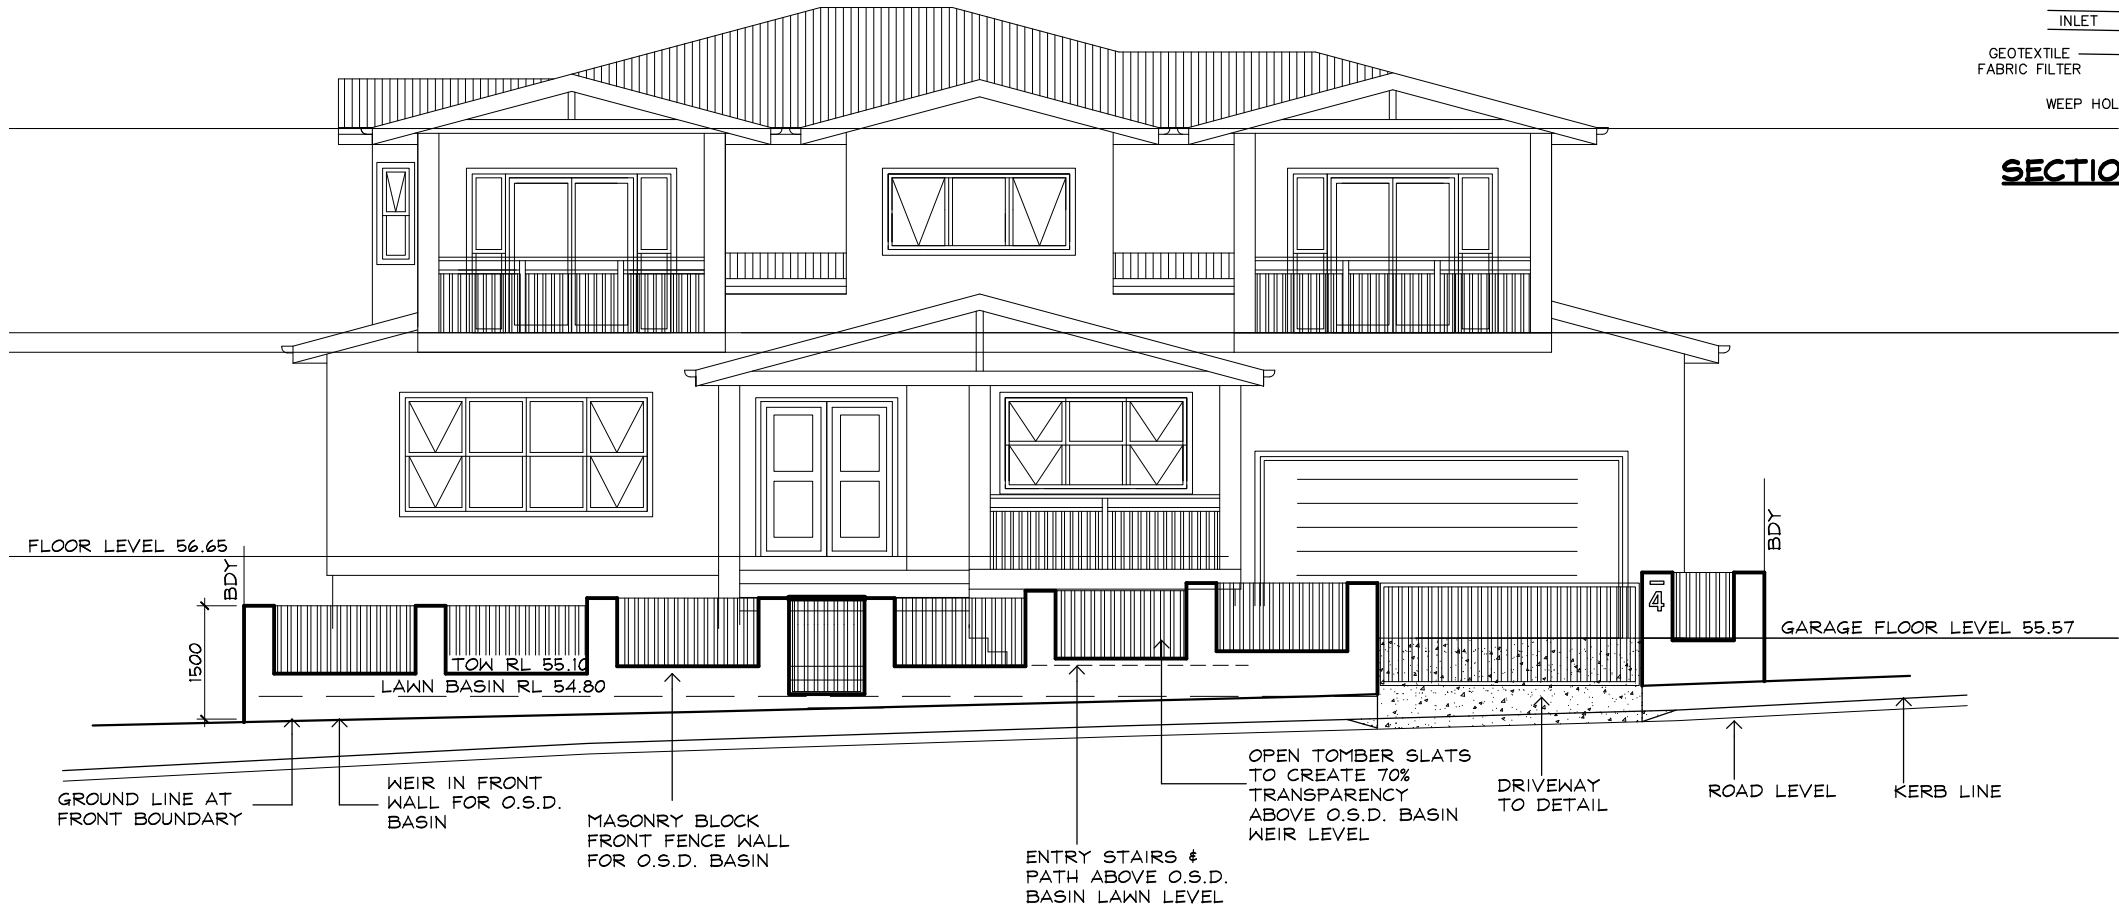 INLET
GEOTEXTILE
FABRIC FILTER
WEEP HOL
SECTIO
FLOOR LEVEL 56.65
BDY
BDY
1500
14
GARAGE FLOOR LEVEL 55.57
TOW RL 55.10
LAWN BASIN RL 54.80
GROUND LINE AT
FRONT BOUNDARY
WEIR IN FRONT
WALL FOR O.S.D.
BASIN
MASONRY BLOCK
FRONT FENCE WALL
FOR O.S.D. BASIN
ENTRY STAIRS &
PATH ABOVE O.S.D.
BASIN LAWN LEVEL
OPEN TOMBER SLATS
TO CREATE 70%
TRANSPARENCY
ABOVE O.S.D. BASIN
WEIR LEVEL
DRIVEWAY
TO DETAIL
ROAD LEVEL
KERB LINE